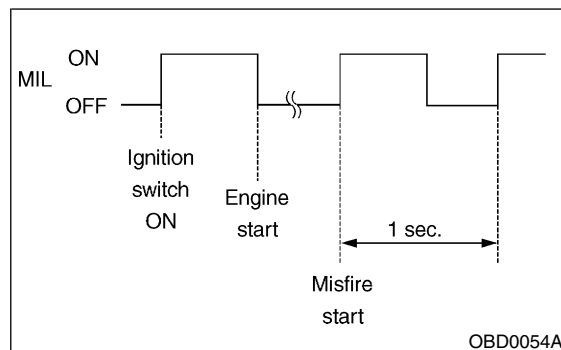 ON
MIL
OFF
Ignition
switch
ON
Engine
start
1 sec.
Misfire
start
OBD0054A